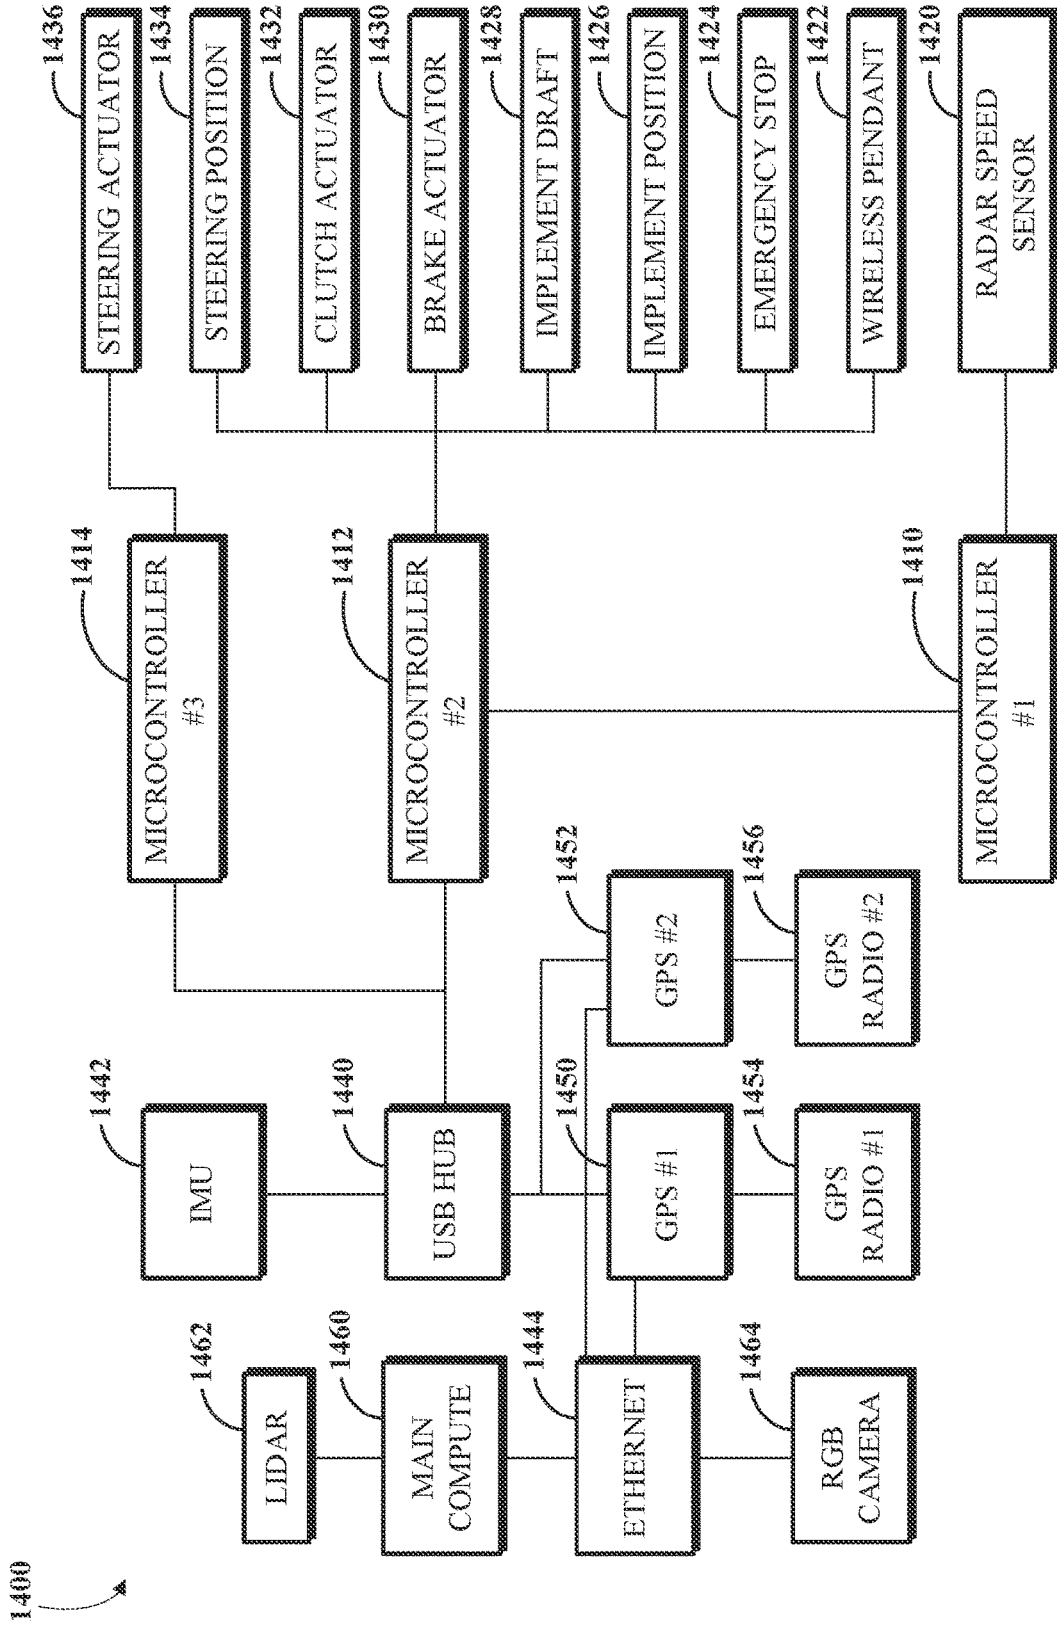 1400
1462
LIDAR
1460
MAIN
COMPUTE
1444
ETHERNET
1464
RGB
CAMERA
1442
IMU
1440
USB HUB
1450
GPS #1
1454
GPS
RADIO #1
1452
GPS #2
1456
GPS
RADIO #2
1414
MICROCONTROLLER
#3
1412
MICROCONTROLLER
#2
1410
MICROCONTROLLER
#1
1436
STEERING ACTUATOR
1434
STEERING POSITION
1432
CLUTCH ACTUATOR
1430
BRAKE ACTUATOR
1428
IMPLEMENT DRAFT
1426
IMPLEMENT POSITION
1424
EMERGENCY STOP
1422
WIRELESS PENDANT
1420
RADAR SPEED
SENSOR